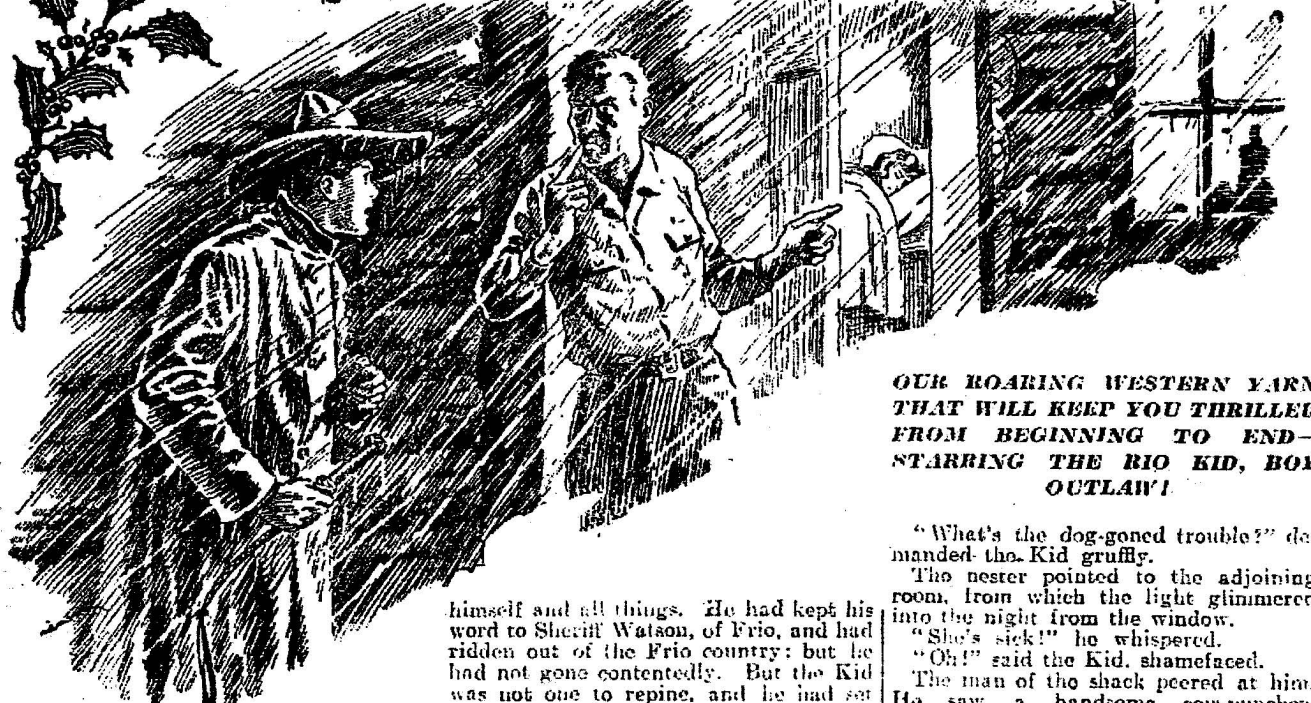 himself and all things. He had kept his
word to Sheriff Watson, of Frio, and had
ridden out of the Frio country; but he
had not gone contentedly. But the Kid
was not one to repine, and he had set
OUR ROARING WESTERN YARN
THAT WILL KEEP YOU THRILLED
FROM BEGINNING TO END—
STARRING THE RIO KID, BOY
OUTLAW!
"What's the dog-goned trouble?" de-
manded the Kid gruffly.
The nester pointed to the adjoining
room, from which the light glimmered
into the night from the window.
"She's sick!" he whispered.
"Oh!" said the Kid, shamefaced.
The man of the shack peered at him.
He saw a handsome cow-puncher